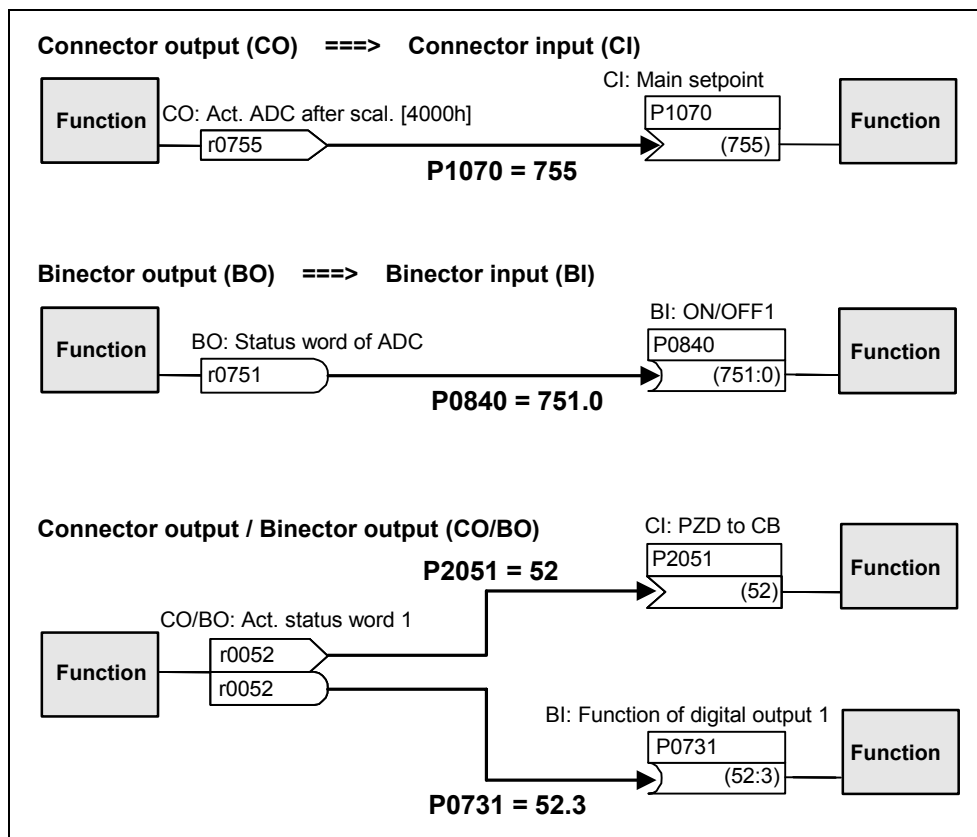 Connector output (CO) ===> Connector input (CI)
CI: Main setpoint
Function
CO: Act. ADC after scal. [4000h]
r0755
P1070 = 755
P1070
(755)
Function
Binector output (BO) ===> Binector input (BI)
BI: ON/OFF1
Function
BO: Status word of ADC
r0751
P0840 = 751.0
P0840
(751:0)
Function
Connector output / Binector output (CO/BO)
CI: PZD to CB
P2051 = 52
P2051
(52)
Function
CO/BO: Act. status word 1
Function
r0052
r0052
BI: Function of digital output 1
P0731
(52:3)
Function
P0731 = 52.3